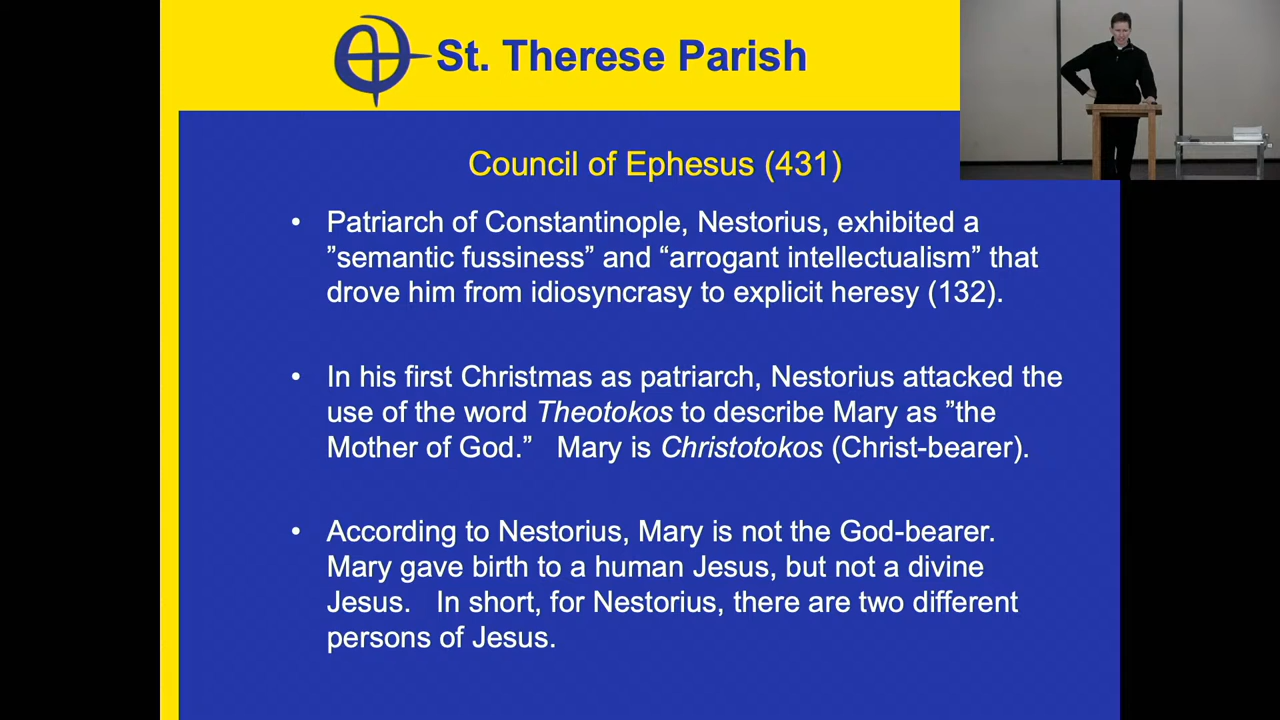 St. Therese Parish
Council of Ephesus (431)
• Patriarch of Constantinople, Nestorius, exhibited a
”semantic fussiness” and “arrogant intellectualism” that
drove him from idiosyncrasy to explicit heresy (132).
• In his first Christmas as patriarch, Nestorius attacked the
use of the word Theotokos to describe Mary as ”the
Mother of God.” Mary is Christotokos (Christ-bearer).
• According to Nestorius, Mary is not the God-bearer.
Mary gave birth to a human Jesus, but not a divine
Jesus. In short, for Nestorius, there are two different
persons of Jesus.